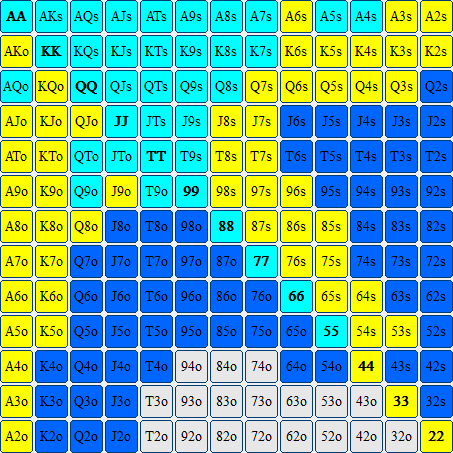 AA AKs AQs AJs ATs A9s A8s A7s A6s A5s A4s A3s A2s
AKo KK KQs KJs KTs K9s K8s K7s K6s K5s K4s K3s K2s
AQo KQo QQ QJs QTs Q9s Q8s Q7s Q6s Q5s Q4s Q3s Q2s
AJo KJo QJo JJ JTs J9s J8s J7s J6s J5s J4s J3s J2s
ATo KTo QTo JTo TT T9s T8s T7s T6s T5s T4s T3s T2s
A9o K9o Q9o J9o T9o 99 98s 97s 96s 95s 94s 93s 92s
A8o K8o Q8o J8o T8o 98o 88 87s 86s 85s 84s 83s 82s
A7o K7o Q7o J7o T7o 97o 87o 77 76s 75s 74s 73s 72s
A6o K6o Q6o J6o T6o 96o 86o 76o 66 65s 64s 63s 62s
A5o K5o Q5o J5o T5o 95o 85o 75o 65o 55 54s 53s 52s
A4o K4o Q4o J4o T4o 94o 84o 74o 64o 54o 44 43s 42s
A3o K3o Q3o J3o T3o 93o 83o 73o 63o 53o 43o 33 32s
A2o K2o Q2o J2o T2o 92o 82o 72o 62o 52o 42o 32o 22